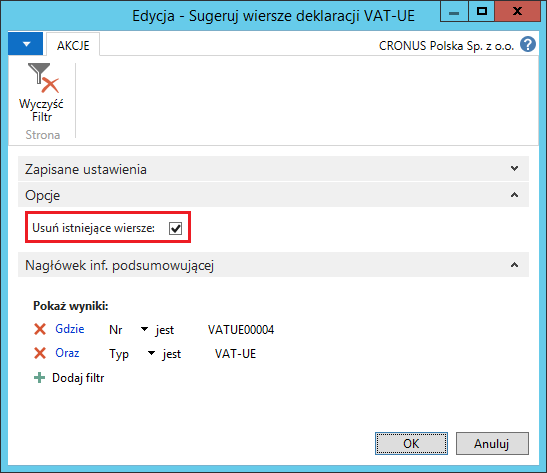 Edycja - Sugeruj wiersze deklaracji VAT-UE
AKCJE
CRONUS Polska Sp. z o.o.
Wyczyść
Filtr
Strona
Zapisane ustawienia
Opcje
Usuń istniejące wiersze:
Nagłówek inf. podsumowującej
Pokaż wyniki:
Gdzie Nr jest VATUE00004
Oraz Typ jest VAT-UE
Dodaj filtr
OK Anuluj